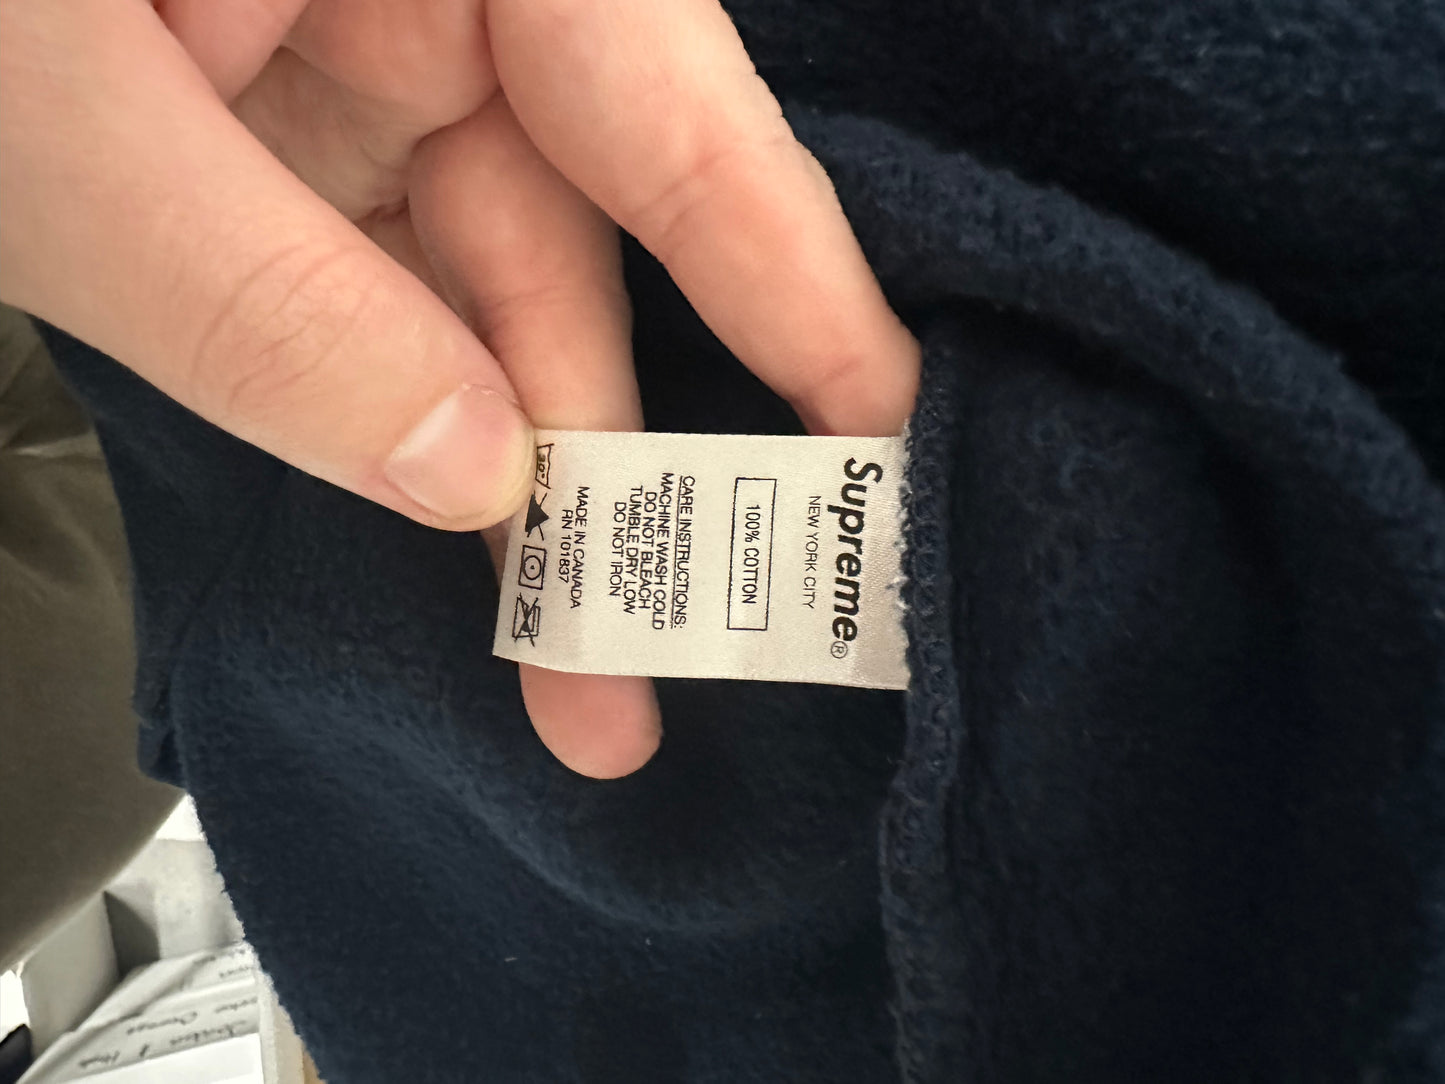 Supreme®
NEW YORK CITY
100% COTTON
CARE INSTRUCTIONS:
MACHINE WASH COLD
DO NOT BLEACH
TUMBLE DRY LOW
DO NOT IRON
MADE IN CANADA
RN 101837
30°